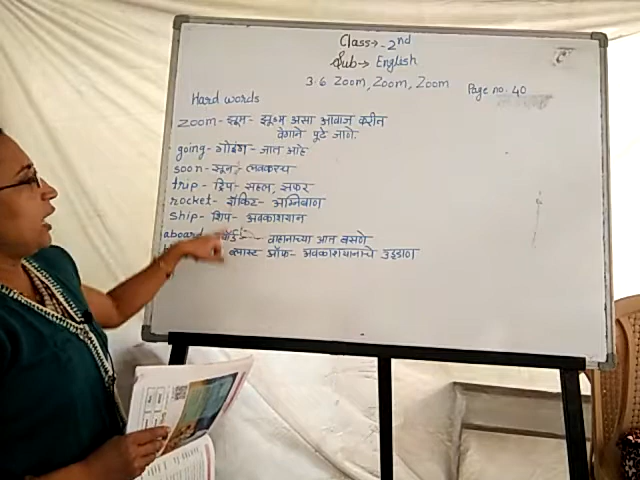 Class→ 2nd
Sub→ English
3.6 Zoom, Zoom, Zoom
Page no. 40
Hard words
zoom - झूम - झूऽम असा आवाज करीत
वेगाने पुढे जाणे.
going - गोइंग - जात आहे
soon - सून - लवकरच
trip - ट्रिप - सहल, सफर
rocket - रॉकेट - अग्निबाण
ship - शिप - अवकाशयान
aboard - वाहनाच्या आत बसणे
ब्लास्ट ऑफ - अवकाशयानाचे उड्डाण